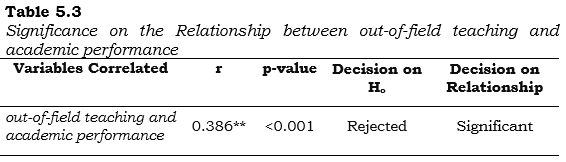 Table 5.3
Significance on the Relationship between out-of-field teaching and
academic performance
Variables Correlated r p-value Decision on Hₒ Decision on Relationship
out-of-field teaching and academic performance 0.386** <0.001 Rejected Significant